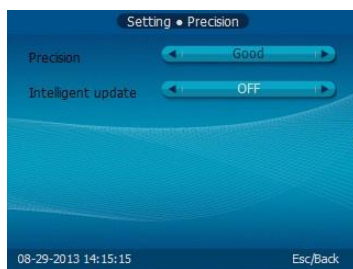 Setting ● Precision
Precision Good
Intelligent update OFF
08-29-2013 14:15:15 Esc/Back